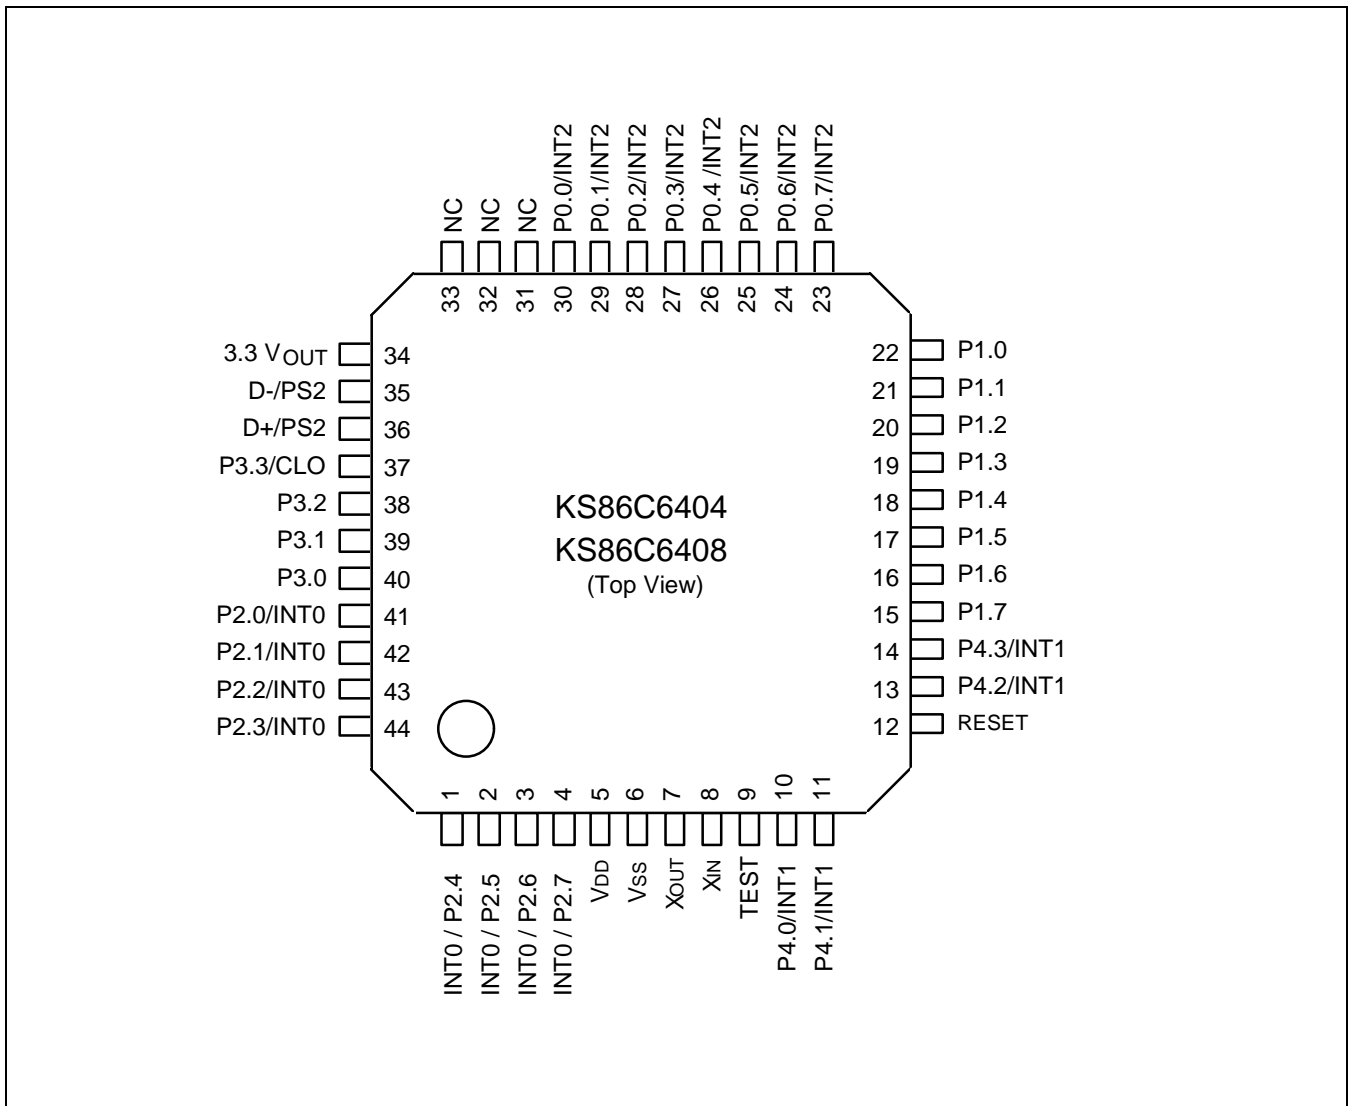 NC
NC
NC
P0.0/INT2
P0.1/INT2
P0.2/INT2
P0.3/INT2
P0.4 /INT2
P0.5/INT2
P0.6/INT2
P0.7/INT2
33
32
31
30
29
28
27
26
25
24
23
3.3 VOUT 34
D-/PS2 35
D+/PS2 36
P3.3/CLO 37
P3.2 38
P3.1 39
P3.0 40
P2.0/INT0 41
P2.1/INT0 42
P2.2/INT0 43
P2.3/INT0 44
KS86C6404
KS86C6408
(Top View)
22 P1.0
21 P1.1
20 P1.2
19 P1.3
18 P1.4
17 P1.5
16 P1.6
15 P1.7
14 P4.3/INT1
13 P4.2/INT1
12 RESET
1
2
3
4
5
6
7
8
9
10
11
INT0 / P2.4
INT0 / P2.5
INT0 / P2.6
INT0 / P2.7
VDD
VSS
XOUT
XIN
TEST
P4.0/INT1
P4.1/INT1